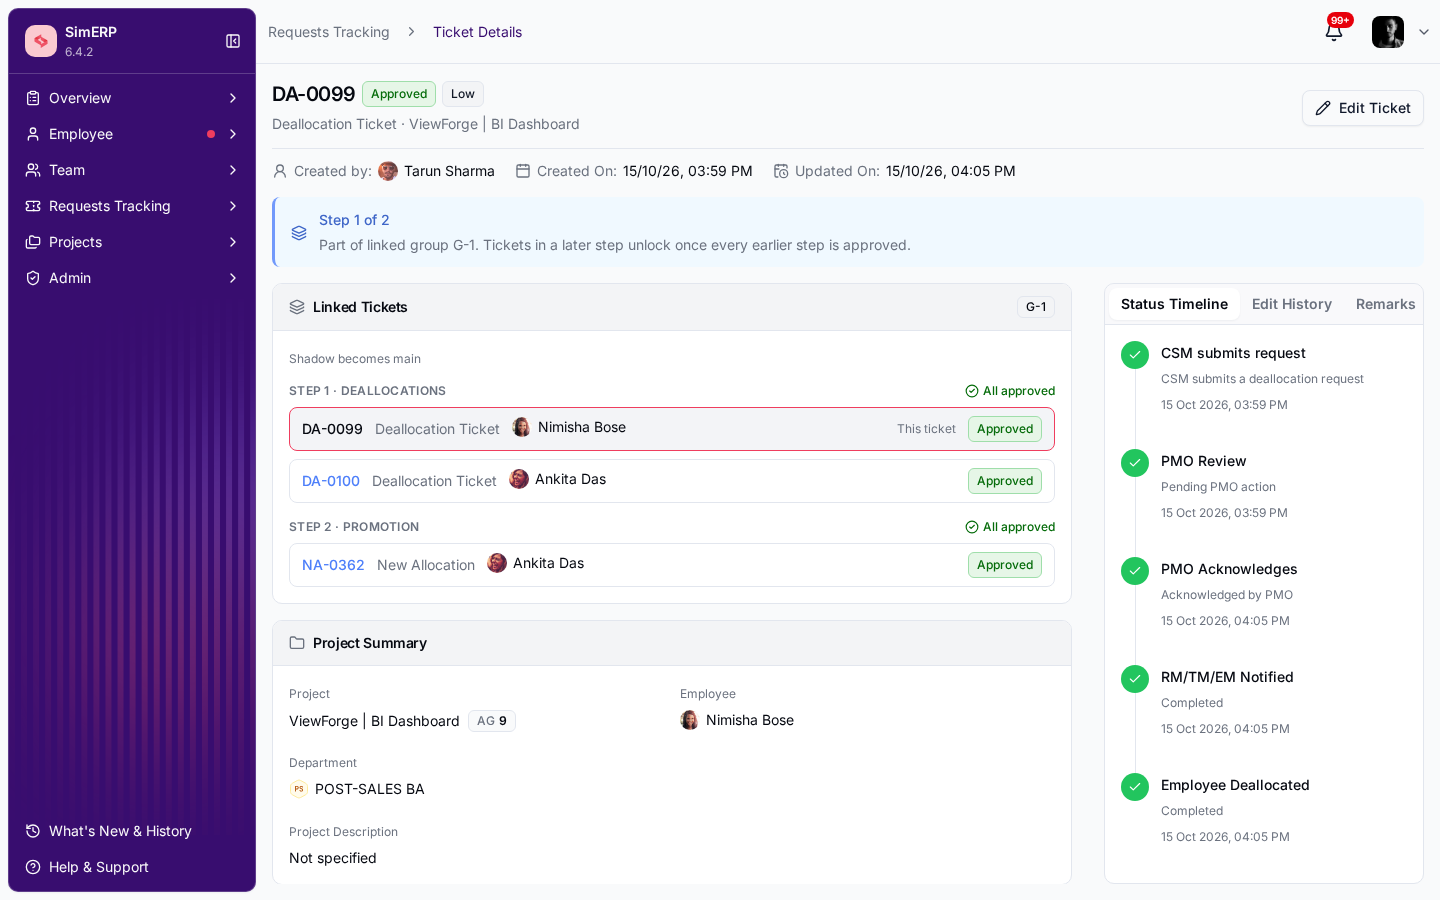 SimERP
6.4.2
Overview
Employee
Team
Requests Tracking
Projects
Admin
What's New & History
Help & Support
Requests Tracking
Ticket Details
99+
DA-0099
Approved
Low
Deallocation Ticket · ViewForge | BI Dashboard
Edit Ticket
Created by: Tarun Sharma
Created On: 15/10/26, 03:59 PM
Updated On: 15/10/26, 04:05 PM
Step 1 of 2
Part of linked group G-1. Tickets in a later step unlock once every earlier step is approved.
Linked Tickets
G-1
Shadow becomes main
STEP 1 · DEALLOCATIONS
All approved
DA-0099 Deallocation Ticket Nimisha Bose This ticket Approved
DA-0100 Deallocation Ticket Ankita Das Approved
STEP 2 · PROMOTION
All approved
NA-0362 New Allocation Ankita Das Approved
Project Summary
Project
ViewForge | BI Dashboard AG 9
Employee
Nimisha Bose
Department
PS POST-SALES BA
Project Description
Not specified
Status Timeline
Edit History
Remarks
CSM submits request
CSM submits a deallocation request
15 Oct 2026, 03:59 PM
PMO Review
Pending PMO action
15 Oct 2026, 03:59 PM
PMO Acknowledges
Acknowledged by PMO
15 Oct 2026, 04:05 PM
RM/TM/EM Notified
Completed
15 Oct 2026, 04:05 PM
Employee Deallocated
Completed
15 Oct 2026, 04:05 PM